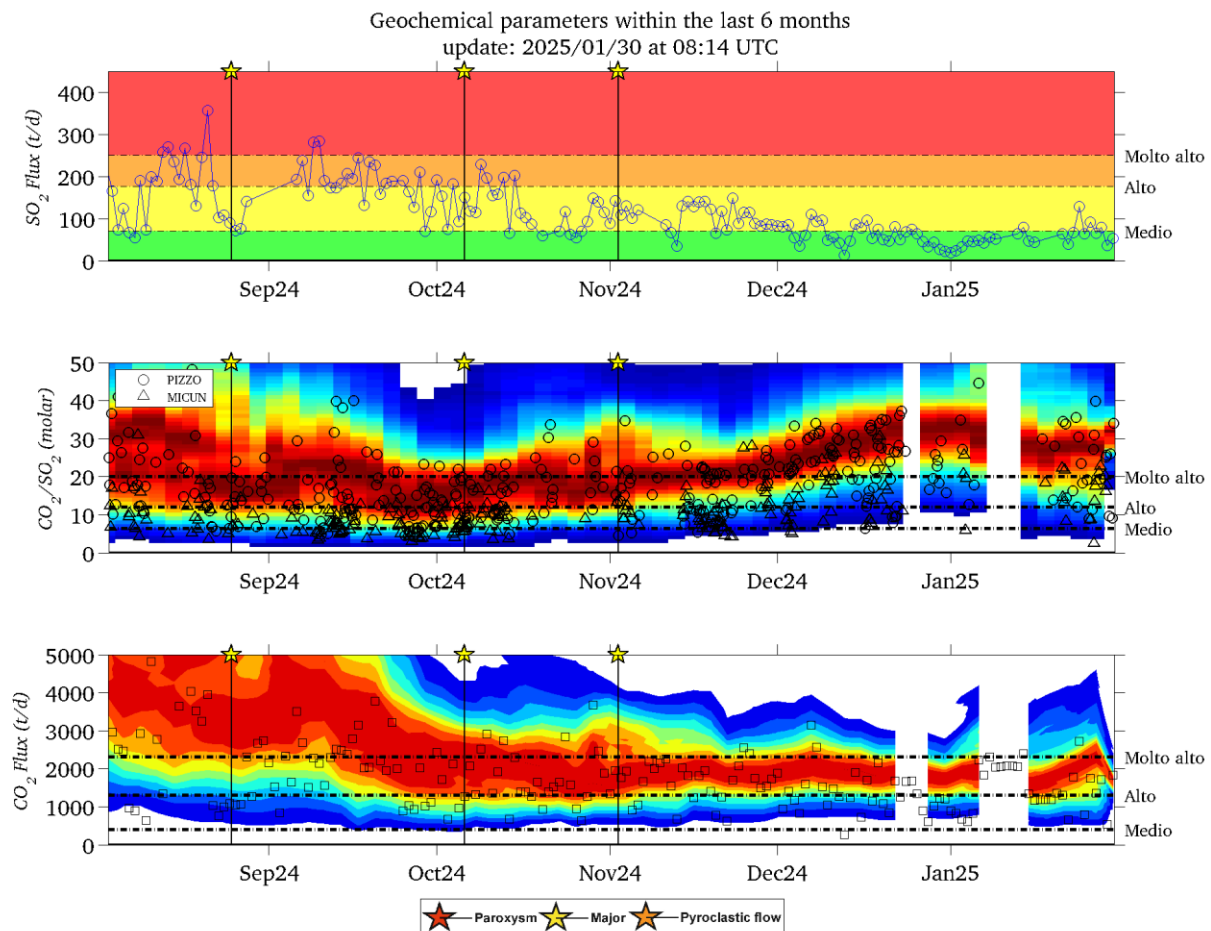 Geochemical parameters within the last 6 months
update: 2025/01/30 at 08:14 UTC
SO2 Flux (t/d)
400
300
200
100
0
Molto alto
Alto
Medio
Sep24 Oct24 Nov24 Dec24 Jan25
CO2/SO2 (molar)
50
40
30
20
10
0
PIZZO
MICUN
Molto alto
Alto
Medio
Sep24 Oct24 Nov24 Dec24 Jan25
CO2 Flux (t/d)
5000
4000
3000
2000
1000
0
Molto alto
Alto
Medio
Sep24 Oct24 Nov24 Dec24 Jan25
Paroxysm Major Pyroclastic flow